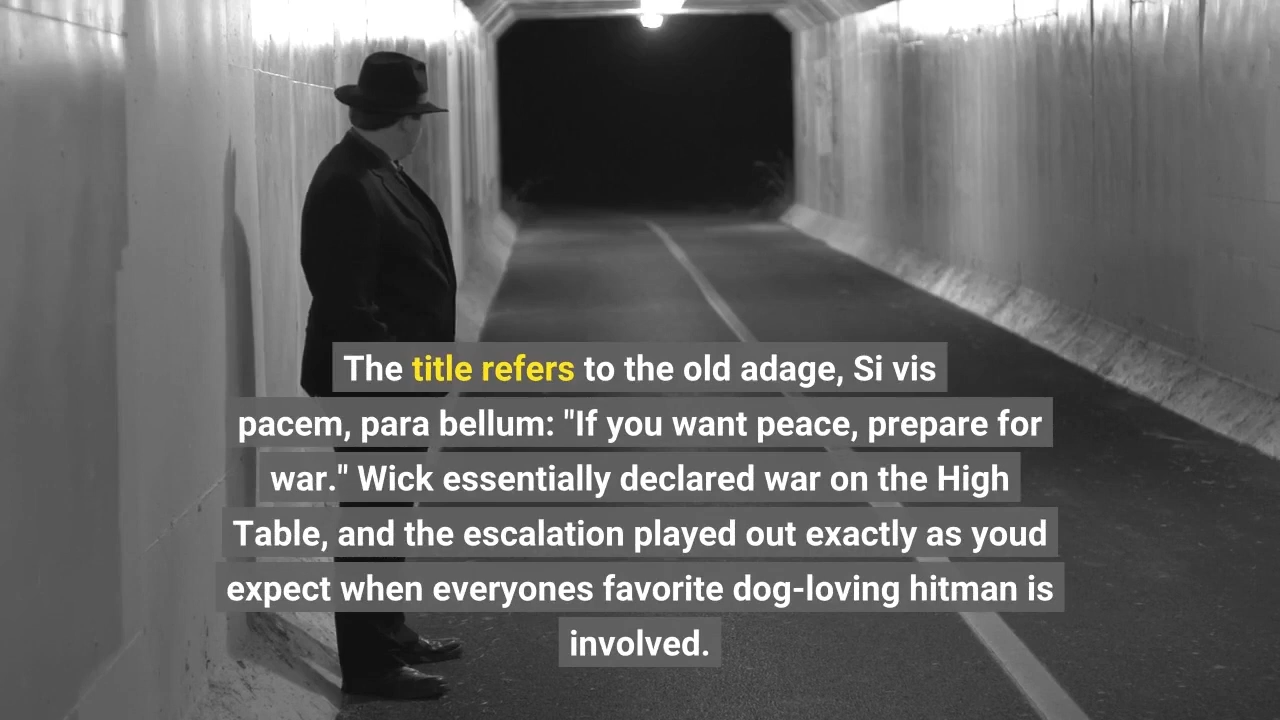 The title refers to the old adage, Si vis
pacem, para bellum: "If you want peace, prepare for
war." Wick essentially declared war on the High
Table, and the escalation played out exactly as youd
expect when everyones favorite dog-loving hitman is
involved.